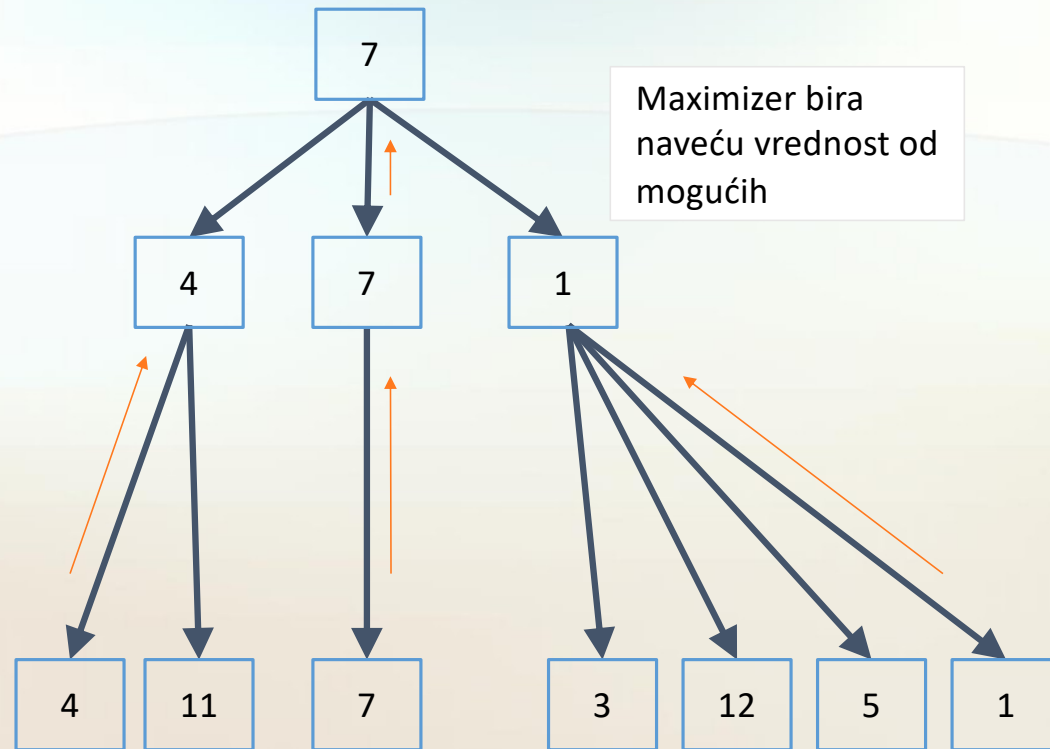 7
Maximizer bira
naveću vrednost od
mogućih
4 7 1
4 11 7 3 12 5 1